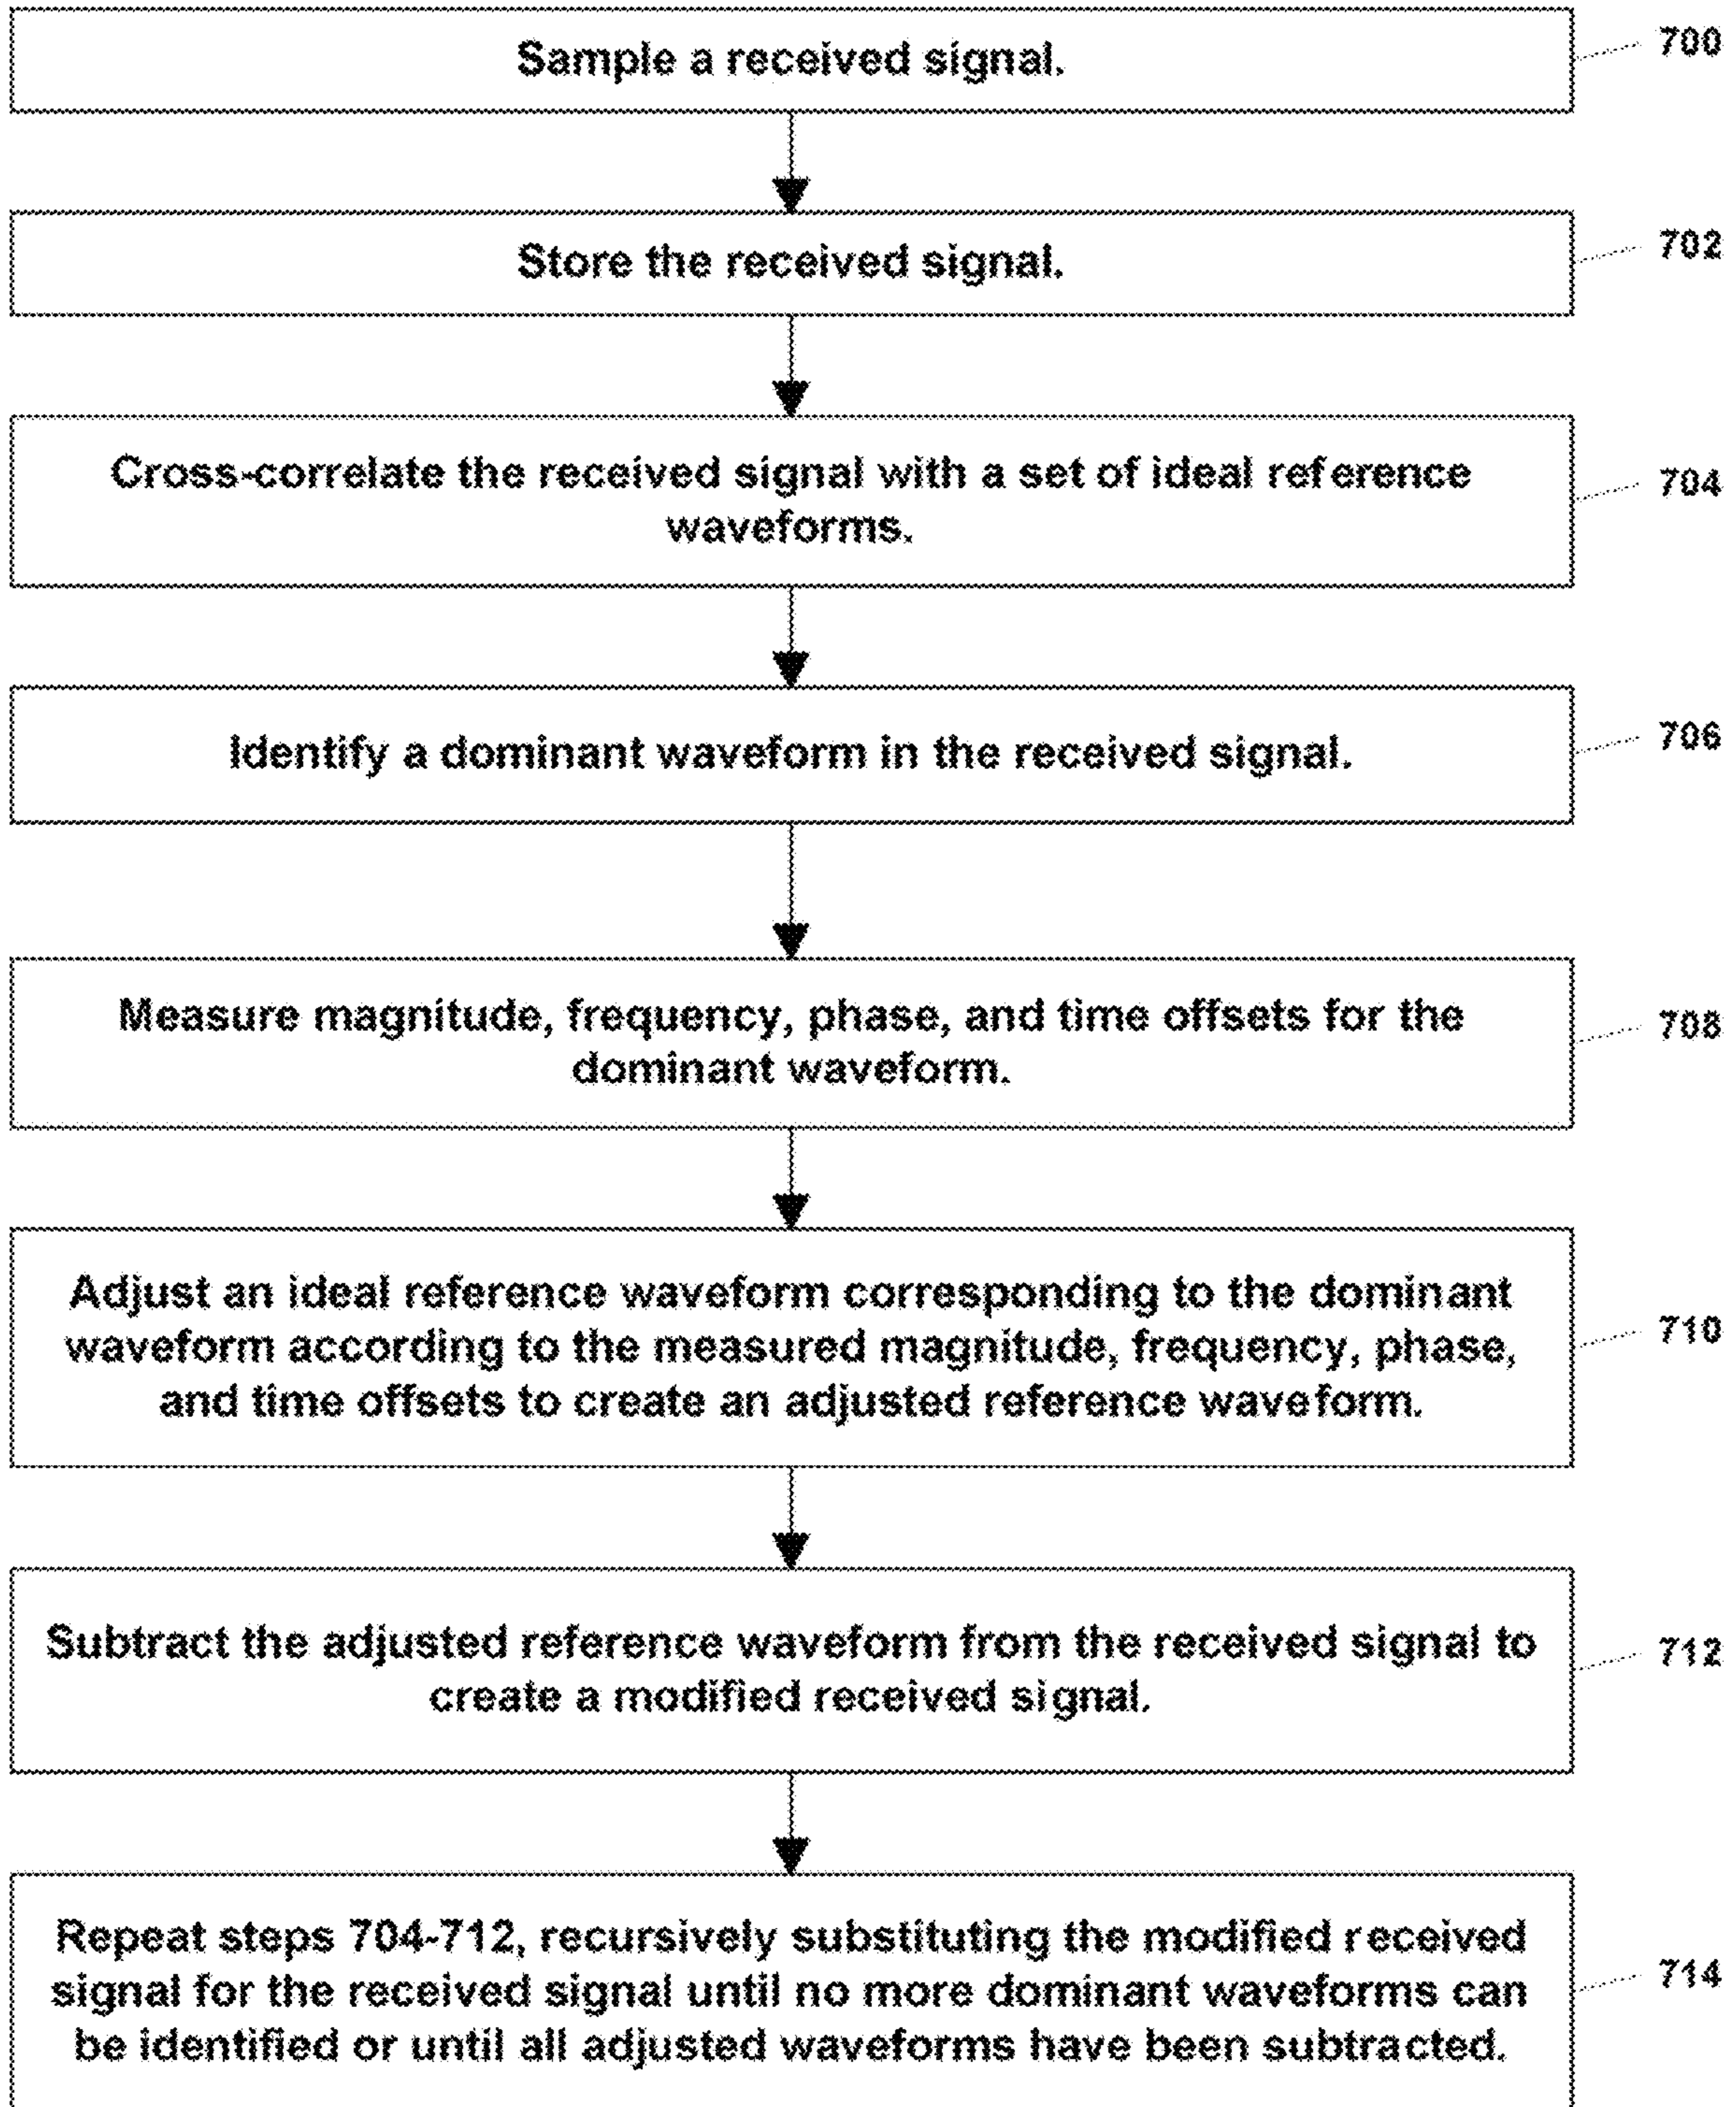 Sample a received signal.
700
Store the received signal.
702
Cross-correlate the received signal with a set of ideal reference
waveforms.
704
Identify a dominant waveform in the received signal.
706
Measure magnitude, frequency, phase, and time offsets for the
dominant waveform.
708
Adjust an ideal reference waveform corresponding to the dominant
waveform according to the measured magnitude, frequency, phase,
and time offsets to create an adjusted reference waveform.
710
Subtract the adjusted reference waveform from the received signal to
create a modified received signal.
712
Repeat steps 704-712, recursively substituting the modified received
signal for the received signal until no more dominant waveforms can
be identified or until all adjusted waveforms have been subtracted.
714